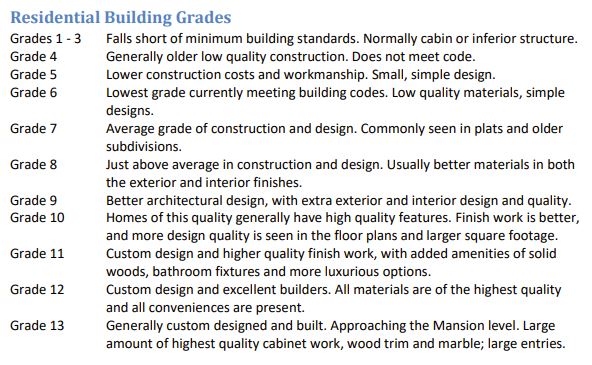 Residential Building Grades
Grades 1 - 3 Falls short of minimum building standards. Normally cabin or inferior structure.
Grade 4 Generally older low quality construction. Does not meet code.
Grade 5 Lower construction costs and workmanship. Small, simple design.
Grade 6 Lowest grade currently meeting building codes. Low quality materials, simple
designs.
Grade 7 Average grade of construction and design. Commonly seen in plats and older
subdivisions.
Grade 8 Just above average in construction and design. Usually better materials in both
the exterior and interior finishes.
Grade 9 Better architectural design, with extra exterior and interior design and quality.
Grade 10 Homes of this quality generally have high quality features. Finish work is better,
and more design quality is seen in the floor plans and larger square footage.
Grade 11 Custom design and higher quality finish work, with added amenities of solid
woods, bathroom fixtures and more luxurious options.
Grade 12 Custom design and excellent builders. All materials are of the highest quality
and all conveniences are present.
Grade 13 Generally custom designed and built. Approaching the Mansion level. Large
amount of highest quality cabinet work, wood trim and marble; large entries.